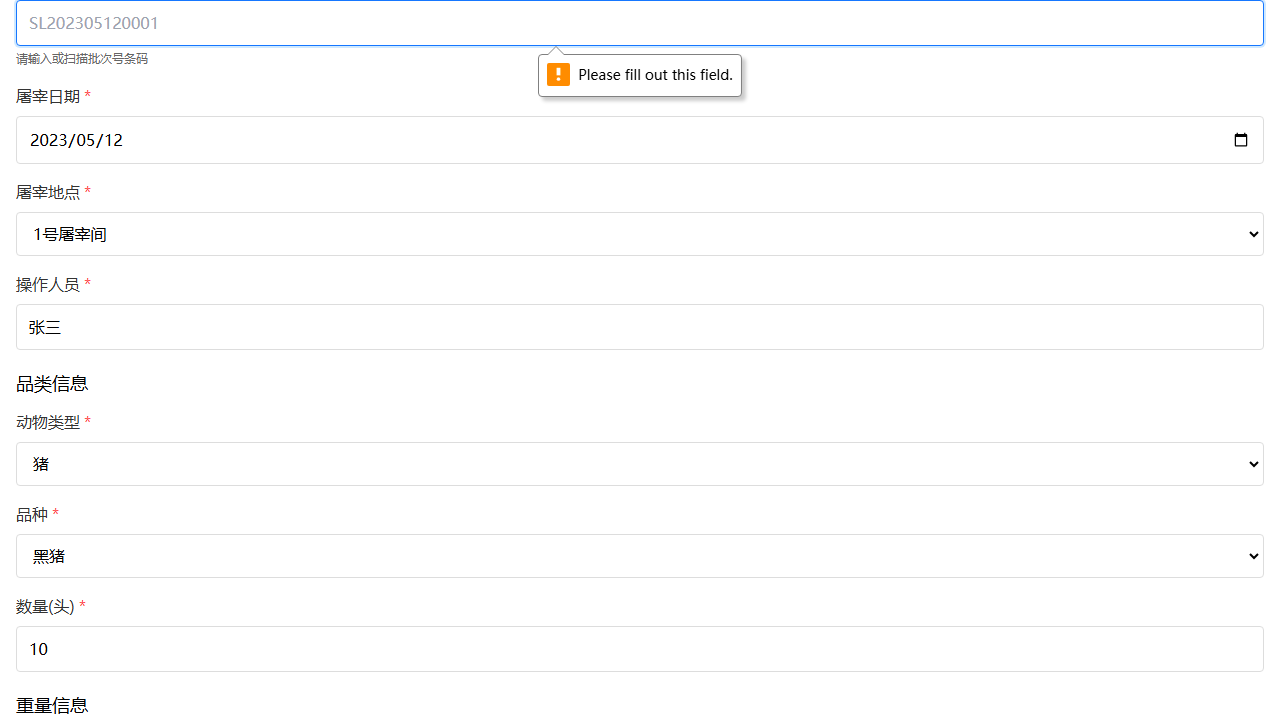 SL202305120001
请输入或扫描批次号条码
Please fill out this field.
屠宰日期 *
2023/05/12
屠宰地点 *
1号屠宰间
操作人员 *
张三
品类信息
动物类型 *
猪
品种 *
黑猪
数量(头) *
10
重量信息